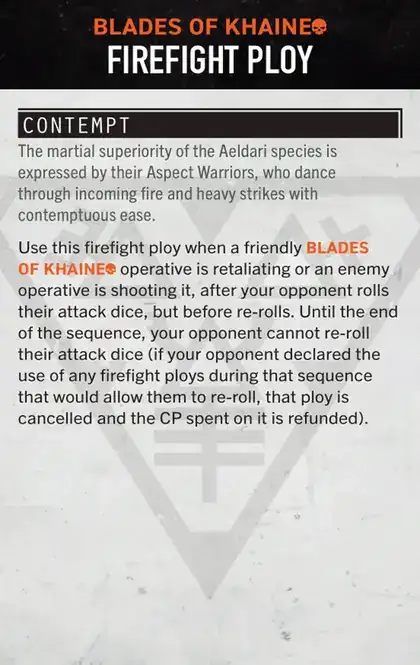 BLADES OF KHAINE
FIREFIGHT PLOY
CONTEMPT
The martial superiority of the Aeldari species is
expressed by their Aspect Warriors, who dance
through incoming fire and heavy strikes with
contemptuous ease.
Use this firefight ploy when a friendly BLADES
OF KHAINE operative is retaliating or an enemy
operative is shooting it, after your opponent rolls
their attack dice, but before re-rolls. Until the end
of the sequence, your opponent cannot re-roll
their attack dice (if your opponent declared the
use of any firefight ploys during that sequence
that would allow them to re-roll, that ploy is
cancelled and the CP spent on it is refunded).